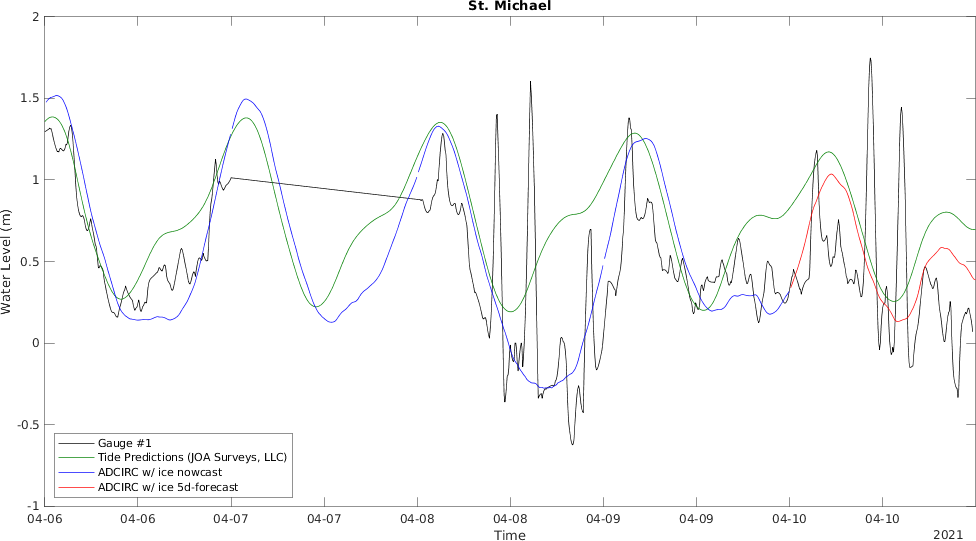 St. Michael
2
1.5
1
0.5
0
-0.5
-1
Water Level (m)
Gauge #1
Tide Predictions (JOA Surveys, LLC)
ADCIRC w/ ice nowcast
ADCIRC w/ ice 5d-forecast
04-06 04-06 04-07 04-07 04-08 04-08 04-09 04-09 04-10 04-10
Time
2021